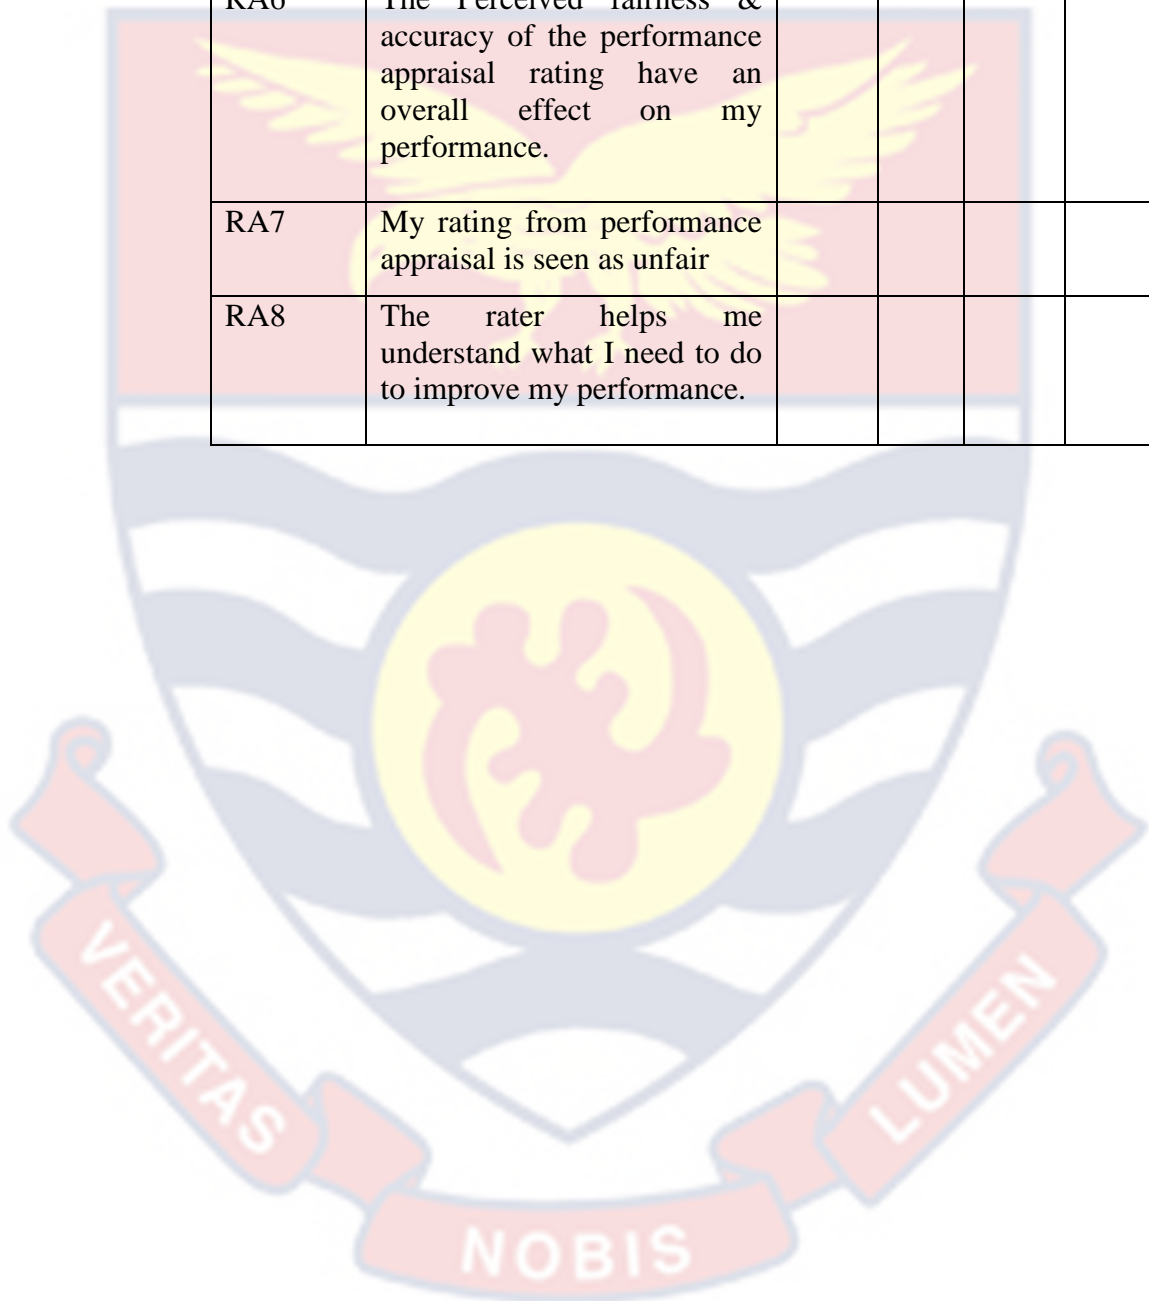 RA6 The Perceived fairness &
accuracy of the performance
appraisal rating have an
overall effect on my
performance.
RA7 My rating from performance
appraisal is seen as unfair
RA8 The rater helps me
understand what I need to do
to improve my performance.
VERITAS
NOBIS
LUMEN